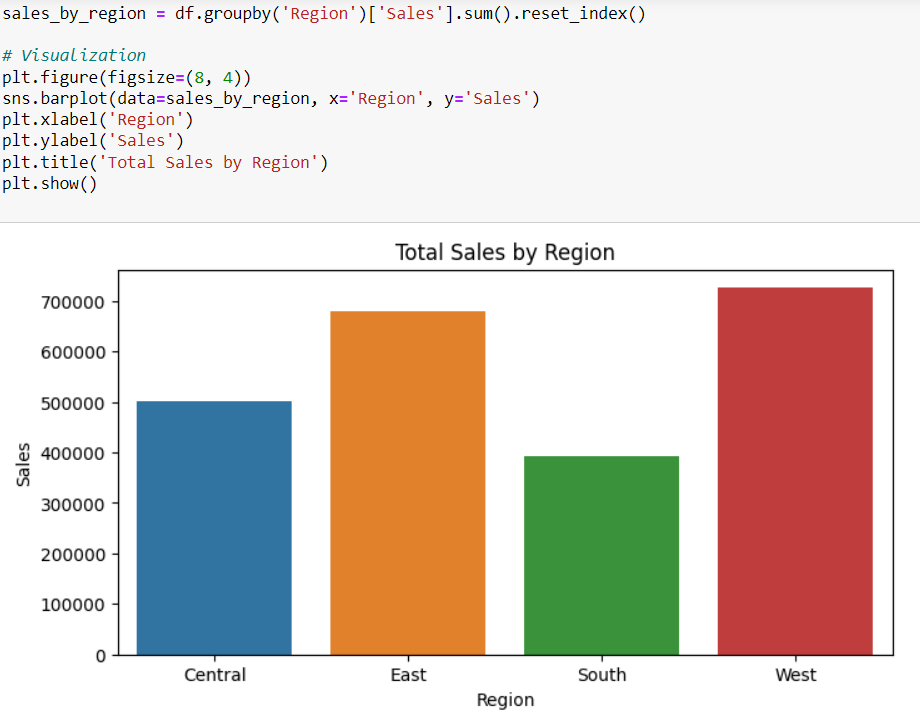 sales_by_region = df.groupby('Region')['Sales'].sum().reset_index()
# Visualization
plt.figure(figsize=(8, 4))
sns.barplot(data=sales_by_region, x='Region', y='Sales')
plt.xlabel('Region')
plt.ylabel('Sales')
plt.title('Total Sales by Region')
plt.show()
Total Sales by Region
700000
600000
500000
400000
300000
200000
100000
0
Sales
Central East South West
Region